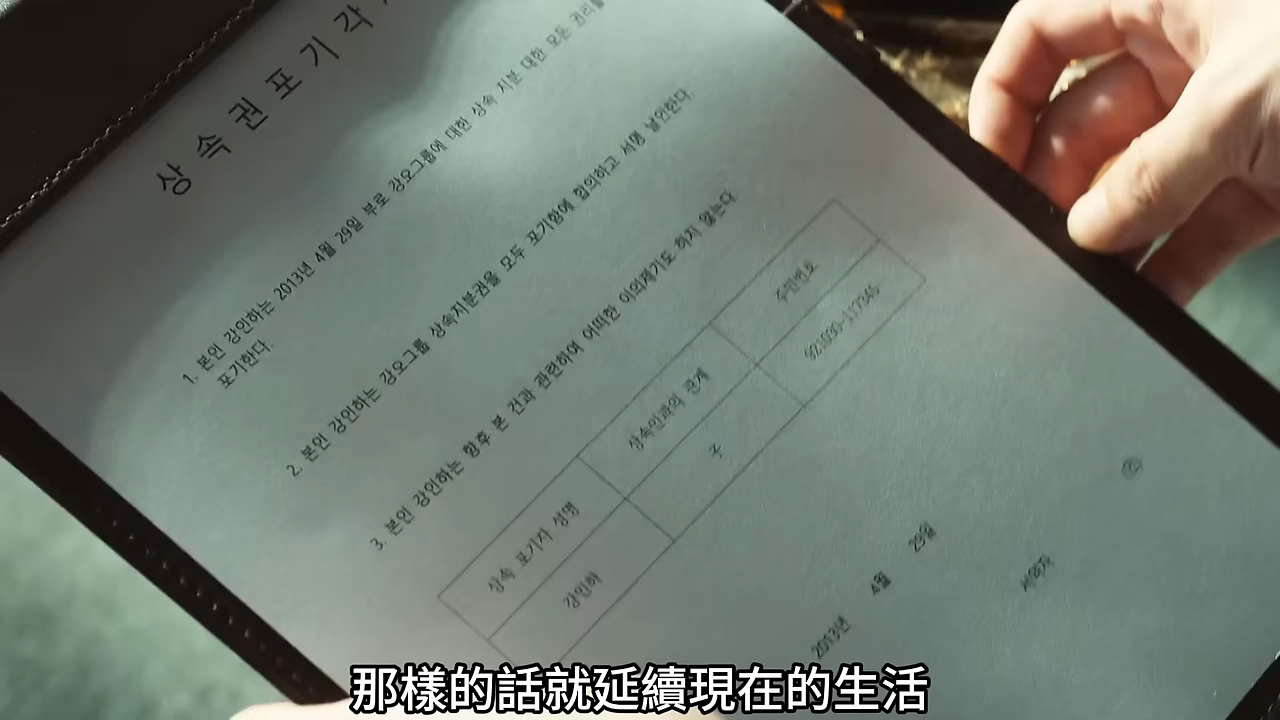 상속권포기각
1. 본인 강인하는 2013년 4월 29일 부로 강오그룹에 대한 상속 지분 대한 모든 권리를
포기한다.
2. 본인 강인하는 강오그룹 상속지분권을 모두 포기함에 합의하고 서명 날인한다.
3. 본인 강인하는 향후 본 건과 관련하여 어떠한 이의제기도 하지 않는다.
상속 포기자 성명 상속인과의 관계 주민번호
강인하 子
2013년 4월 29일
서약자 ㊞
那樣的話就延續現在的生活